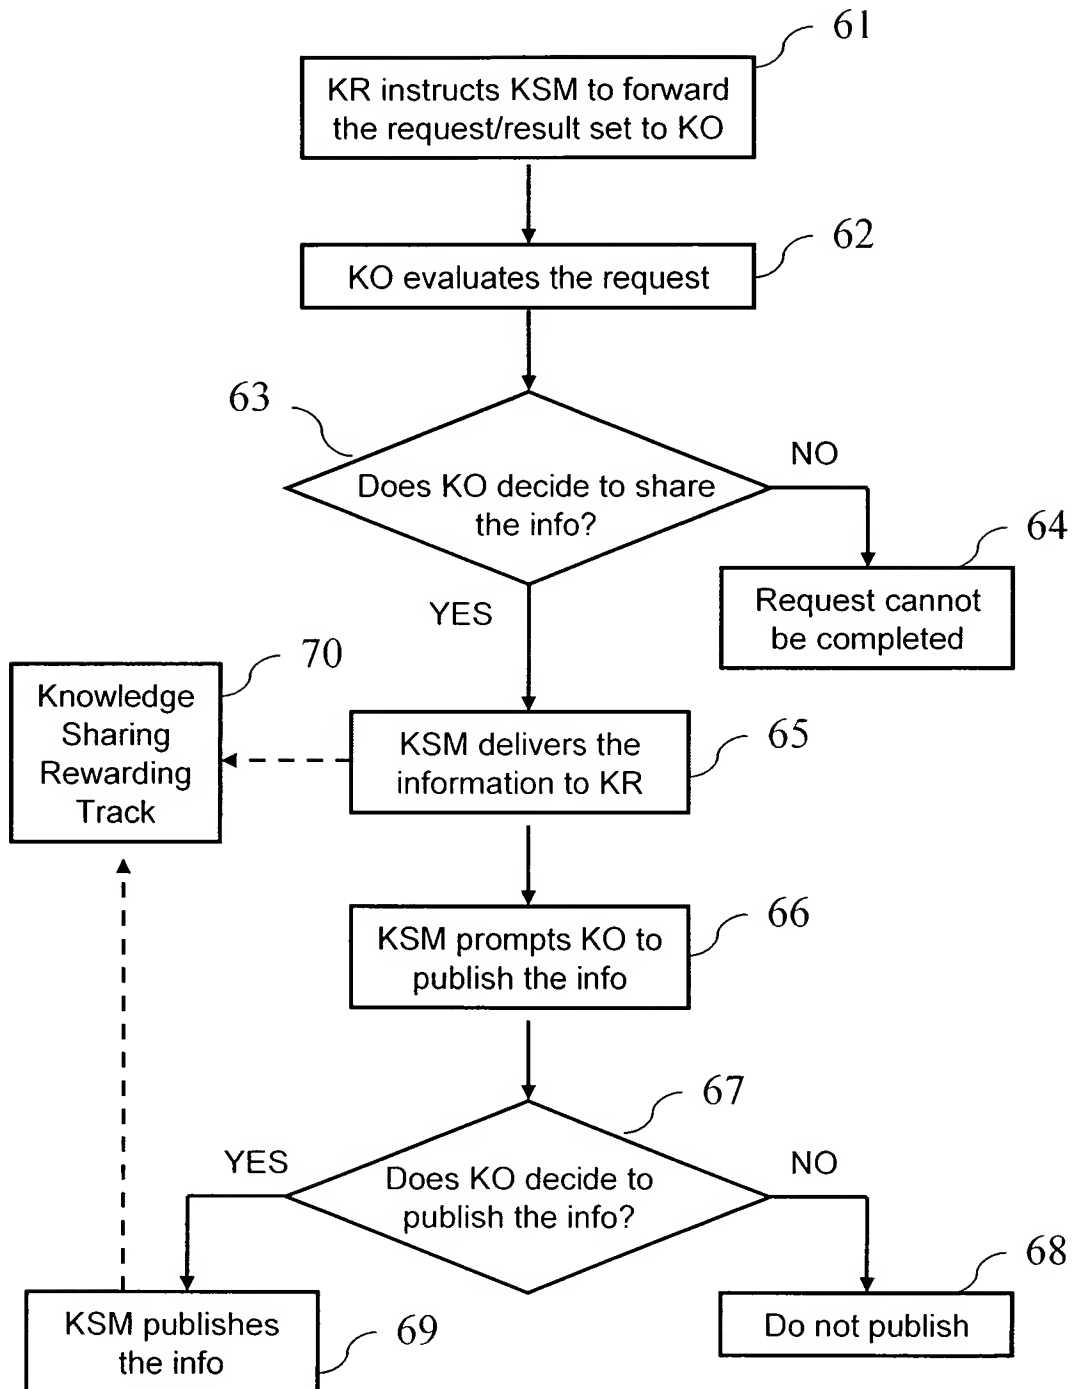 61
KR instructs KSM to forward
the request/result set to KO
62
KO evaluates the request
63
Does KO decide to share
the info?
NO
YES
64
Request cannot
be completed
70
Knowledge
Sharing
Rewarding
Track
65
KSM delivers the
information to KR
66
KSM prompts KO to
publish the info
67
Does KO decide to
publish the info?
YES
NO
69
KSM publishes
the info
68
Do not publish